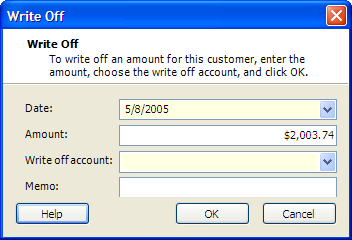 Write Off
Write Off
To write off an amount for this customer, enter the
amount, choose the write off account, and click OK.
Date: 5/8/2005
Amount: $2,003.74
Write off account:
Memo:
Help OK Cancel